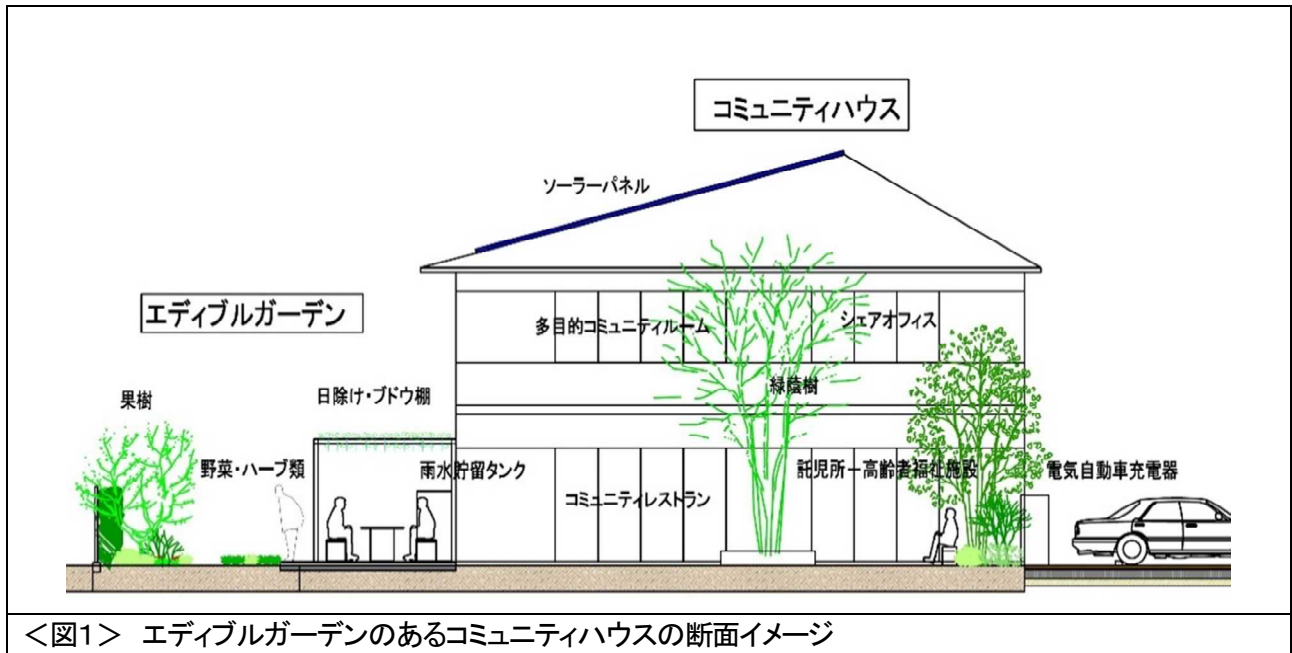 コミュニティハウス
ソーラーパネル
エディブルガーデン
多目的コミュニティルーム
シェアオフィス
緑蔭樹
果樹
日除け・ブドウ棚
野菜・ハーブ類
雨水貯留タンク
コミュニティレストラン
託児所+高齢者福祉施設
電気自動車充電器
<図1> エディブルガーデンのあるコミュニティハウスの断面イメージ